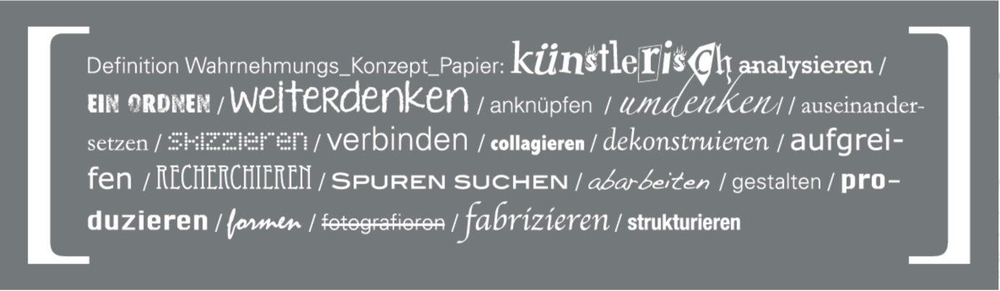 Definition Wahrnehmungs_Konzept_Papier: künstlerisch analysieren /
EIN ORDNEN / weiterdenken / anknüpfen / umdenken / / auseinander-
setzen / skizzieren / verbinden / collagieren / dekonstruieren / aufgrei-
fen / RECHERCHIEREN / SPUREN SUCHEN / abarbeiten / gestalten / pro-
duzieren / formen / fotografieren / fabrizieren / strukturieren